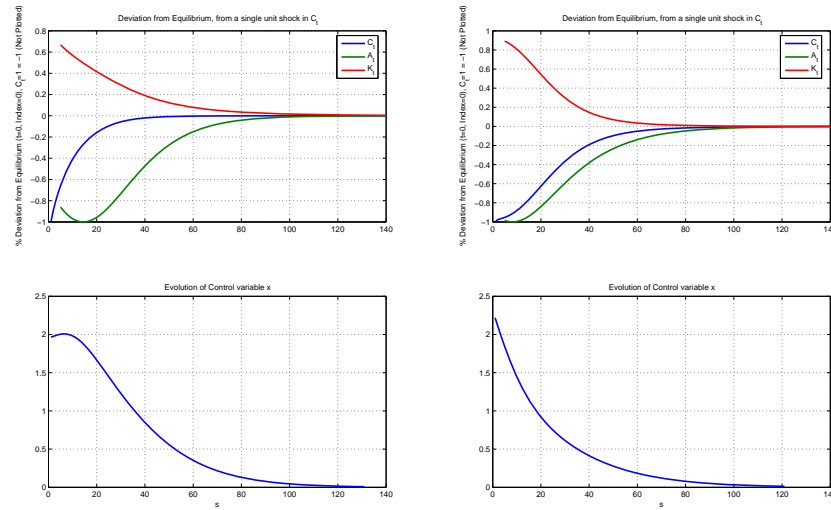 Deviation from Equilibrium, from a single unit shock in C_t
% Deviation from Equilibrium (t=0, Index=0), C_t=1 = −1 (Not Plotted)
0.8
0.6
0.4
0.2
0
−0.2
−0.4
−0.6
−0.8
−1
0 20 40 60 80 100 120 140
C_t
A_t
K_t
Deviation from Equilibrium, from a single unit shock in C_t
% Deviation from Equilibrium (t=0, Index=0), C_t=1 = −1 (Not Plotted)
1
0.8
0.6
0.4
0.2
0
−0.2
−0.4
−0.6
−0.8
−1
0 20 40 60 80 100 120 140
C_t
A_t
K_t
Evolution of Control variable x
2.5
2
1.5
1
0.5
0
0 20 40 60 80 100 120 140
s
Evolution of Control variable x
2.5
2
1.5
1
0.5
0
0 20 40 60 80 100 120 140
s